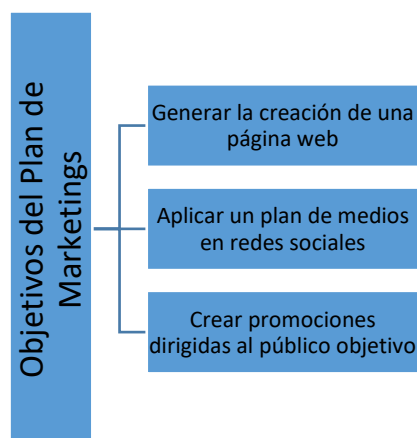 Objetivos del Plan de
Marketings
Generar la creación de una
página web
Aplicar un plan de medios
en redes sociales
Crear promociones
dirigidas al público objetivo